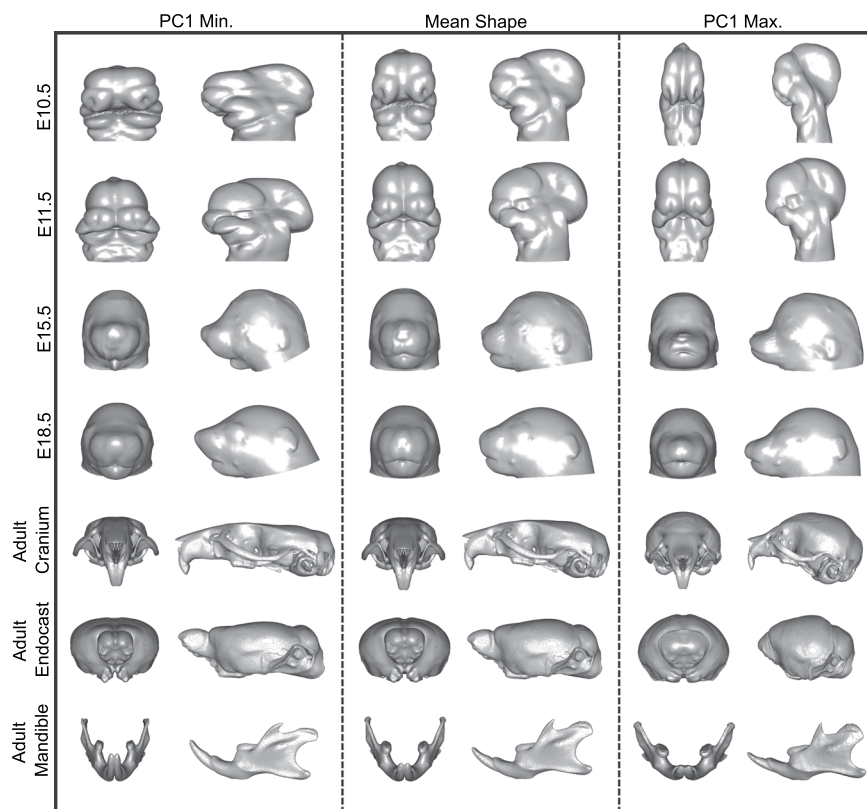 PC1 Min.
Mean Shape
PC1 Max.
E10.5
E11.5
E15.5
E18.5
Adult
Cranium
Adult
Endocast
Adult
Mandible